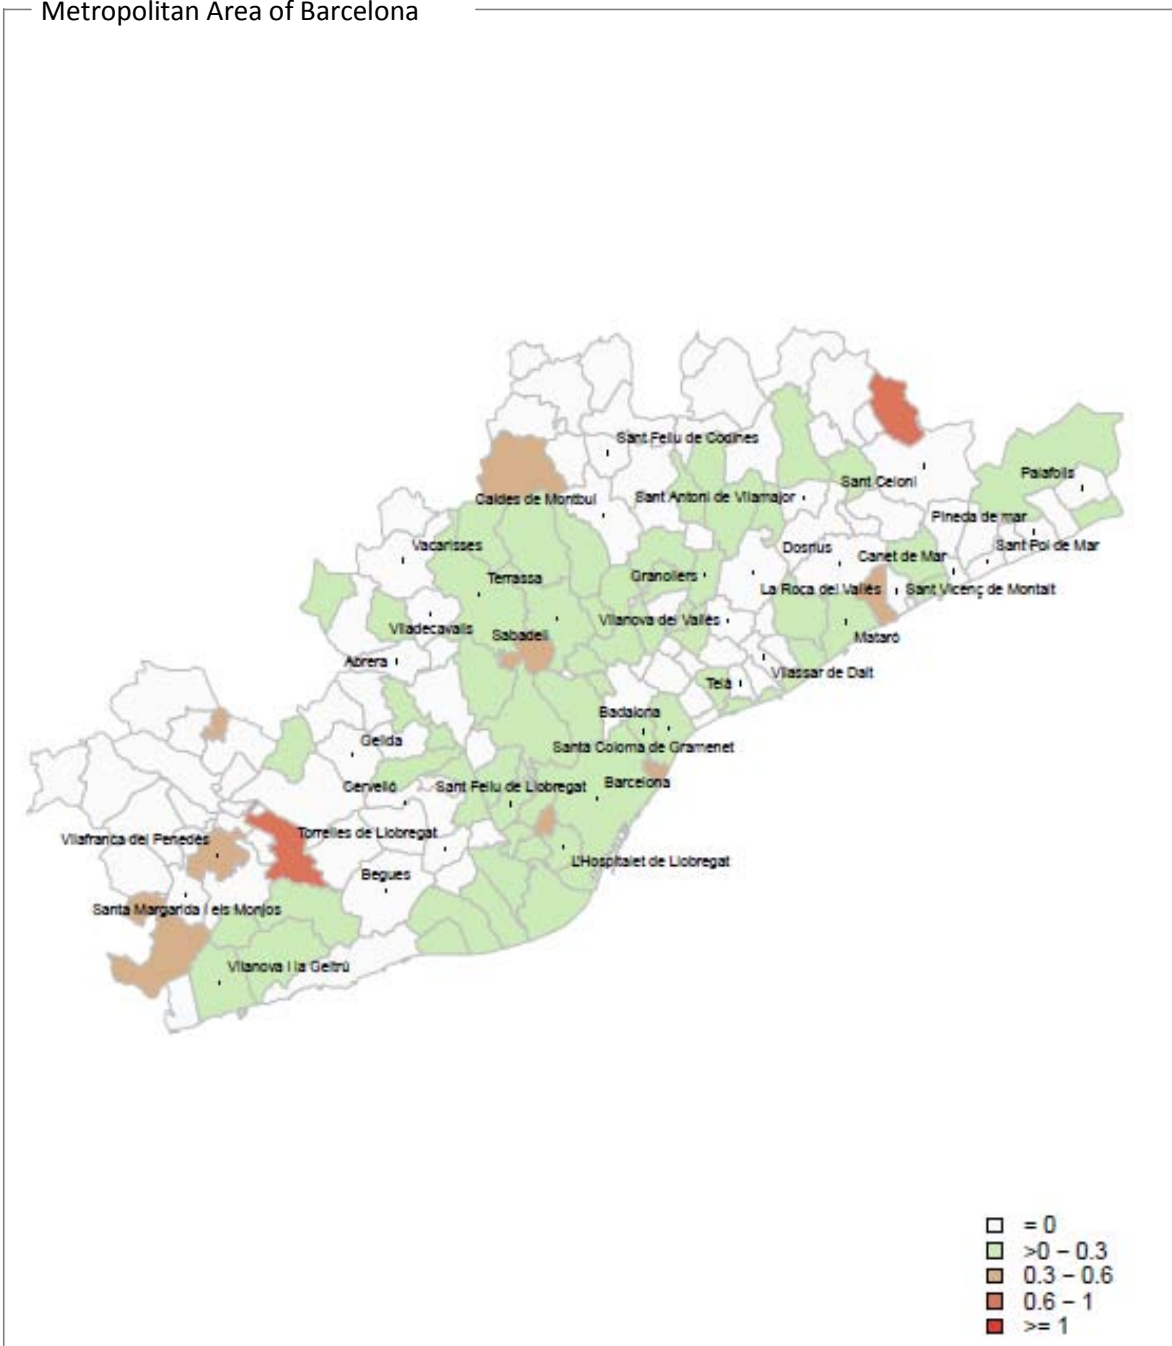 Metropolitan Area of Barcelona
Sant Feliu de Codines
Palafolls
Sant Celoni
Caldes de Montbui
Sant Antoni de Vilamajor
Pineda de mar
Vacarisses
Dosrius
Canet de Mar
Sant Pol de Mar
Terrassa
Granollers
La Roca del Vallès
Sant Vicenç de Montalt
Viladecavalls
Sabadell
Vilanova del Vallès
Mataró
Abrera
Vilassar de Dalt
Teià
Badalona
Gelida
Santa Coloma de Gramenet
Cervelló
Sant Feliu de Llobregat
Barcelona
Vilafranca del Penedès
Torrelles de Llobregat
L'Hospitalet de Llobregat
Begues
Santa Margarida i els Monjos
Vilanova i la Geltrú
= 0
>0 – 0.3
0.3 – 0.6
0.6 – 1
>= 1